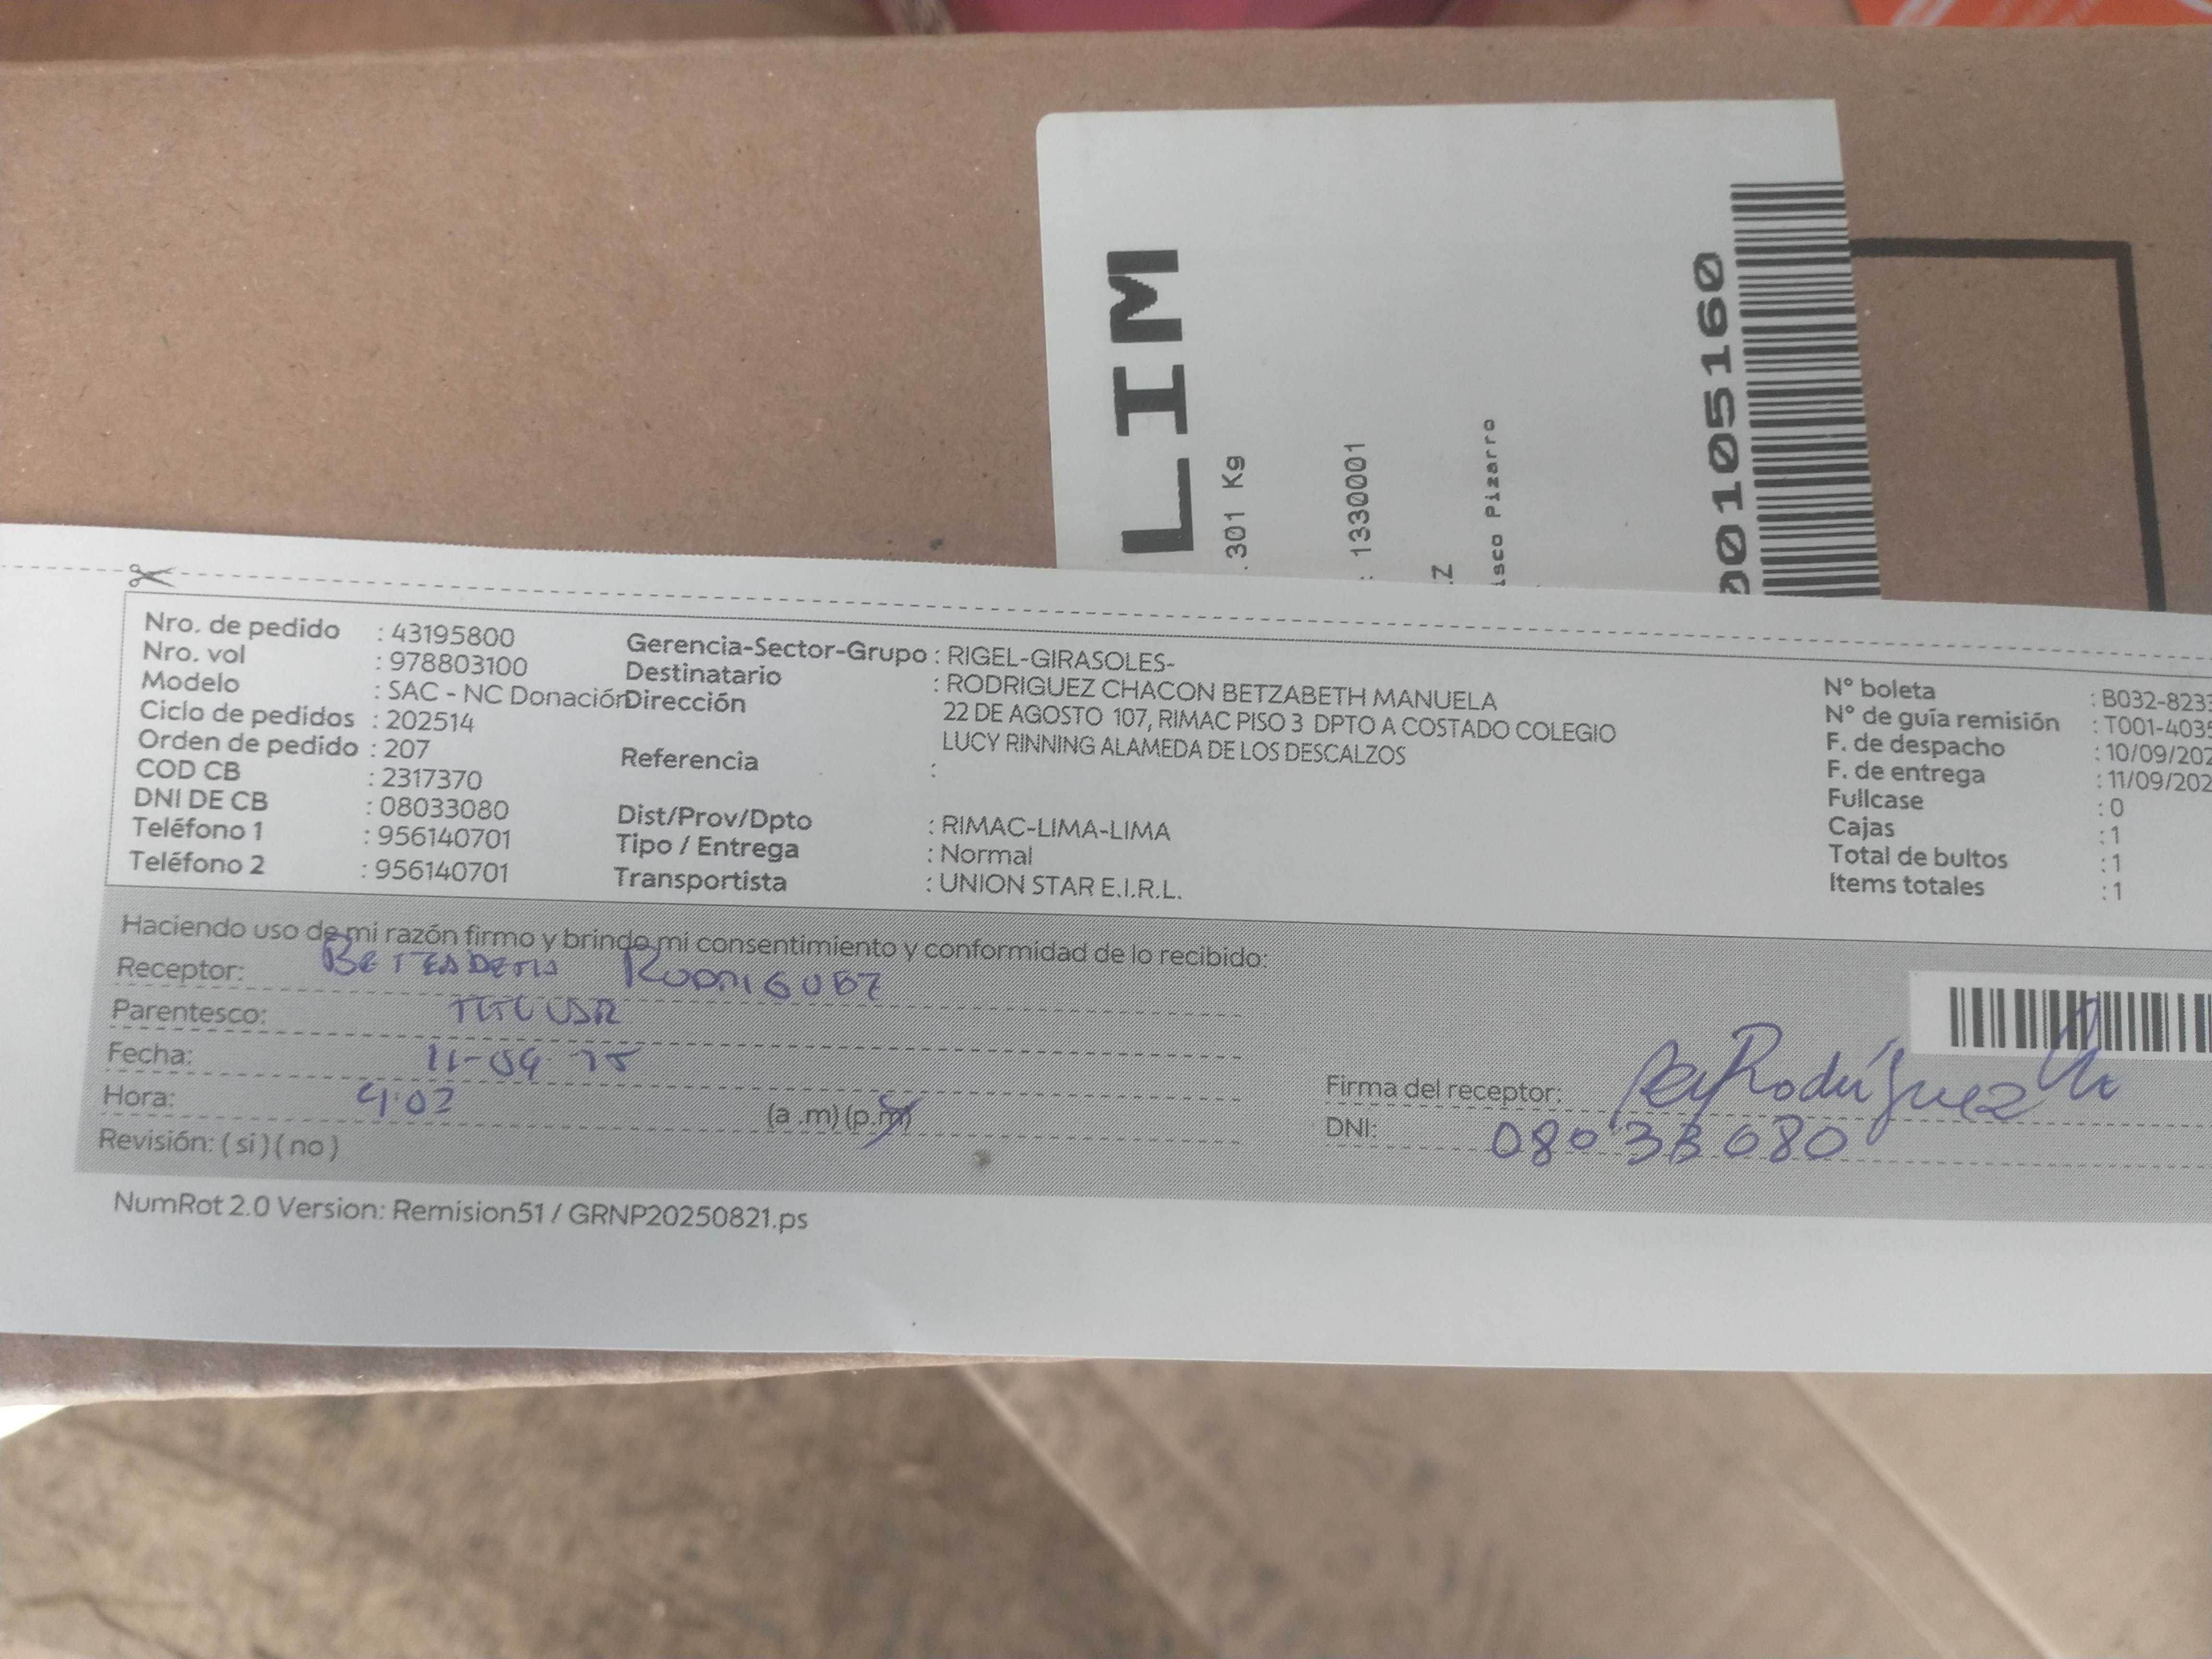 LIM
.301 Kg
: 1330001
Z
isco Pizarro
00105160
Nro. de pedido : 43195800
Nro. vol : 978803100
Modelo : SAC - NC Donación
Ciclo de pedidos : 202514
Orden de pedido : 207
COD CB : 2317370
DNI DE CB : 08033080
Teléfono 1 : 956140701
Teléfono 2 : 956140701
Gerencia-Sector-Grupo : RIGEL-GIRASOLES-
Destinatario : RODRIGUEZ CHACON BETZABETH MANUELA
Dirección 22 DE AGOSTO 107, RIMAC PISO 3 DPTO A COSTADO COLEGIO
LUCY RINNING ALAMEDA DE LOS DESCALZOS
Referencia :
Dist/Prov/Dpto : RIMAC-LIMA-LIMA
Tipo / Entrega : Normal
Transportista : UNION STAR E.I.R.L.
N° boleta : B032-8233
N° de guía remisión : T001-4035
F. de despacho : 10/09/202
F. de entrega : 11/09/202
Fullcase : 0
Cajas : 1
Total de bultos : 1
Items totales : 1
Haciendo uso de mi razón firmo y brindo mi consentimiento y conformidad de lo recibido:
Receptor: RODRIGUEZ
Parentesco:
Fecha: 11-09-25
Hora: 4:02 (a.m) (p.m)
Revisión: ( si ) ( no )
Firma del receptor: Rodríguez
DNI: 08033080
NumRot 2.0 Version: Remision51 / GRNP20250821.ps